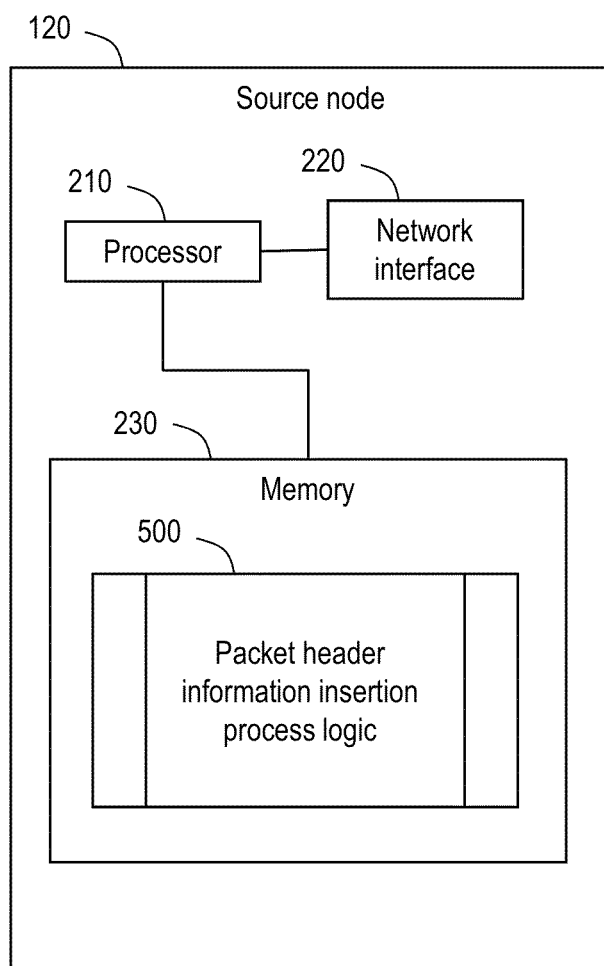 120
Source node
210
220
Processor
Network
interface
230
Memory
500
Packet header
information insertion
process logic